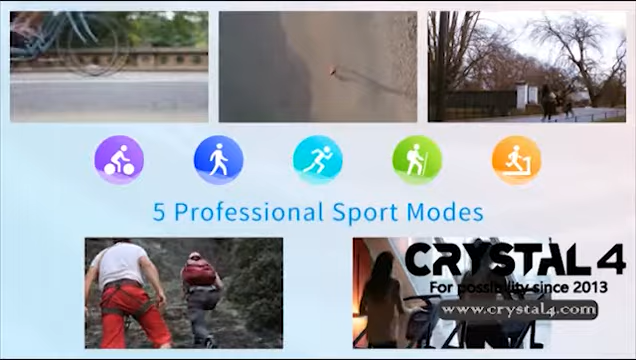 5 Professional Sport Modes
CRYSTAL 4
For possibility since 2013
www.crystal4.com